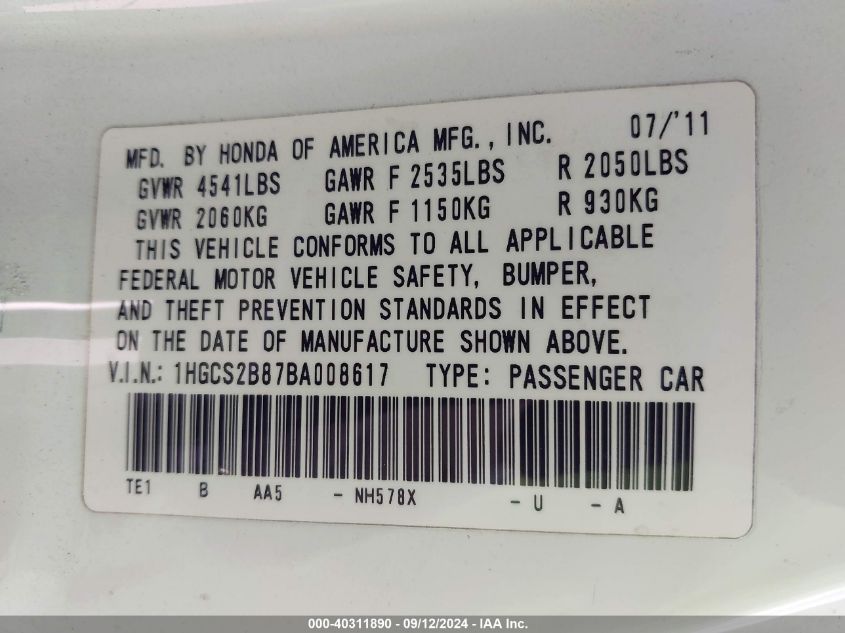 MFD. BY HONDA OF AMERICA MFG., INC. 07/'11
GVWR 4541LBS GAWR F 2535LBS R 2050LBS
GVWR 2060KG GAWR F 1150KG R 930KG
THIS VEHICLE CONFORMS TO ALL APPLICABLE
FEDERAL MOTOR VEHICLE SAFETY, BUMPER,
AND THEFT PREVENTION STANDARDS IN EFFECT
ON THE DATE OF MANUFACTURE SHOWN ABOVE.
V.I.N.: 1HGCS2B87BA008617 TYPE: PASSENGER CAR
TE1 B AA5 - NH578X - U - A
000-40311890 - 09/12/2024 - IAA Inc.